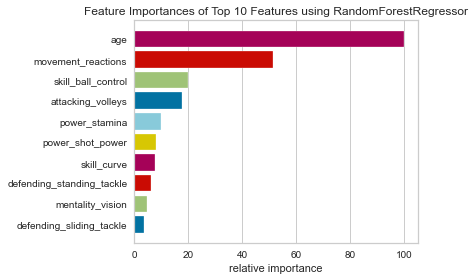 Feature Importances of Top 10 Features using RandomForestRegressor
age
movement_reactions
skill_ball_control
attacking_volleys
power_stamina
power_shot_power
skill_curve
defending_standing_tackle
mentality_vision
defending_sliding_tackle
0 20 40 60 80 100
relative importance